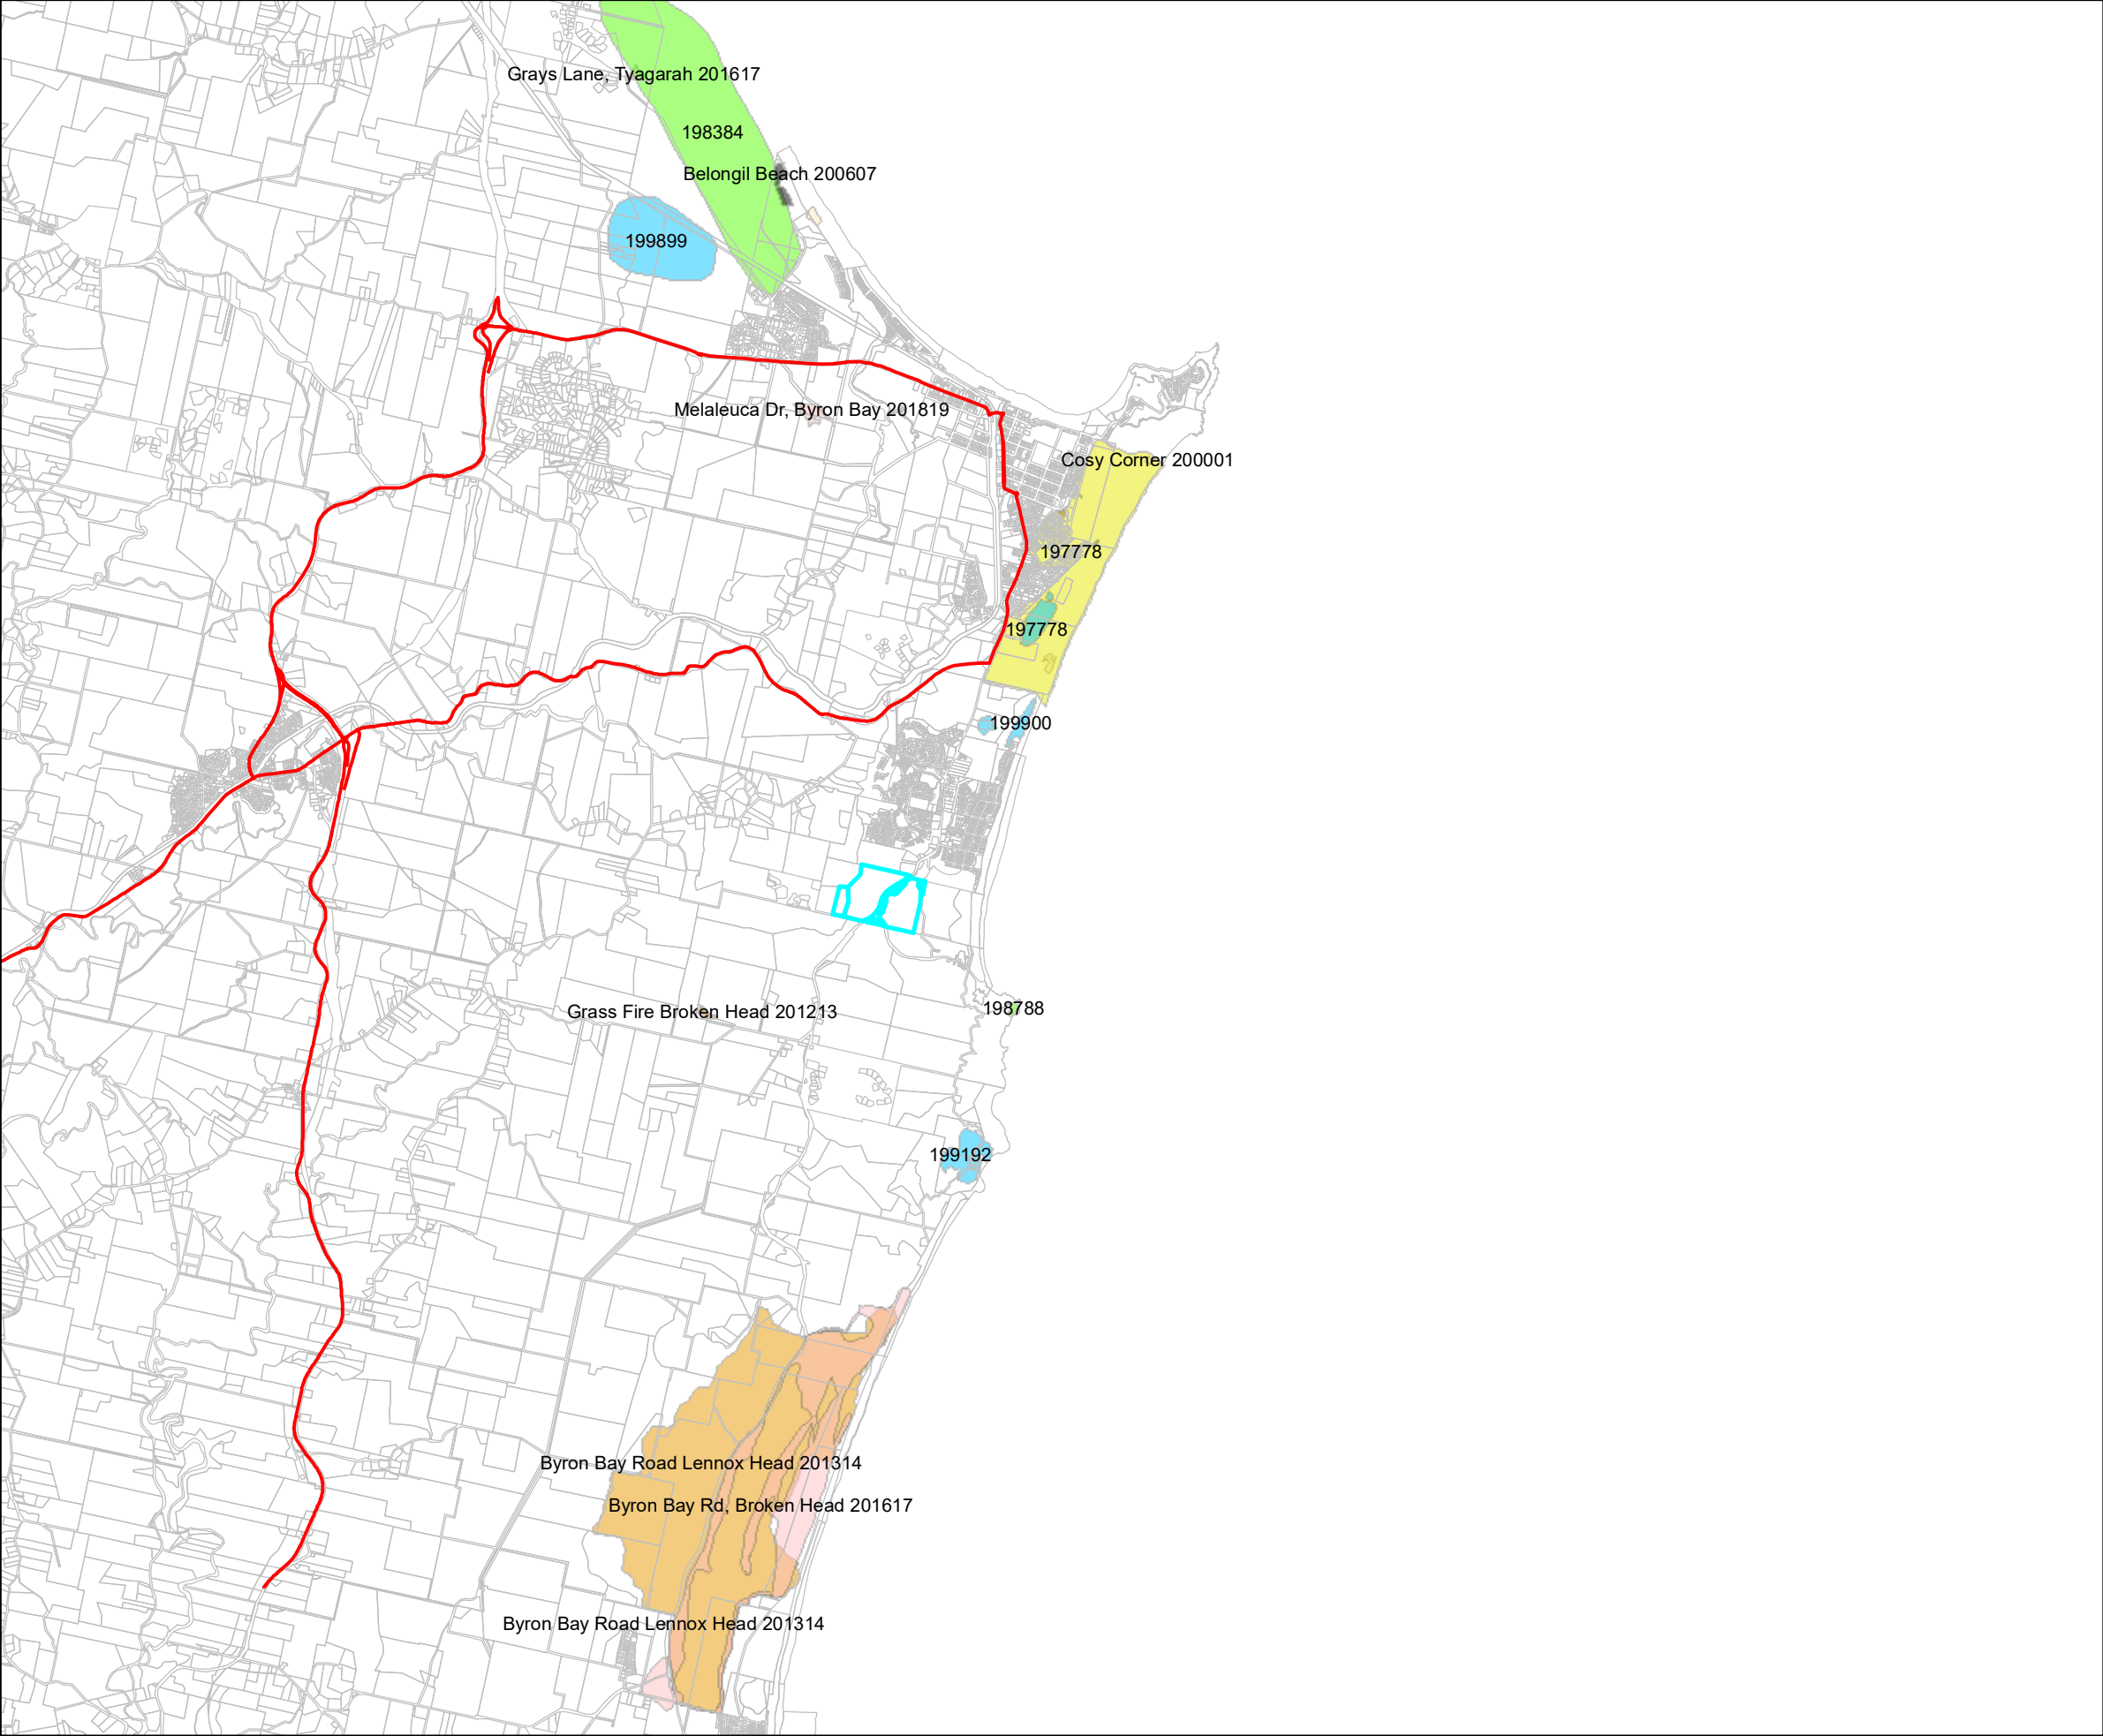 Grays Lane, Tyagarah 201617
198384
Belongil Beach 200607
199899
Melaleuca Dr, Byron Bay 201819
Cosy Corner 200001
197778
197778
199900
198788
Grass Fire Broken Head 201213
199192
Byron Bay Road Lennox Head 201314
Byron Bay Rd, Broken Head 201617
Byron Bay Road Lennox Head 201314